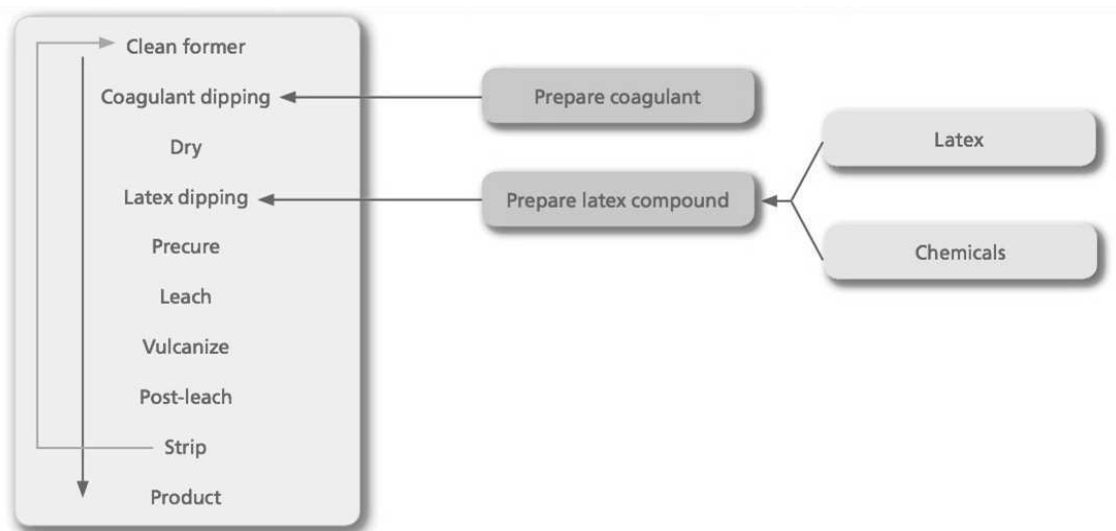 Clean former
Coagulant dipping
Dry
Latex dipping
Precure
Leach
Vulcanize
Post-leach
Strip
Product
Prepare coagulant
Prepare latex compound
Latex
Chemicals